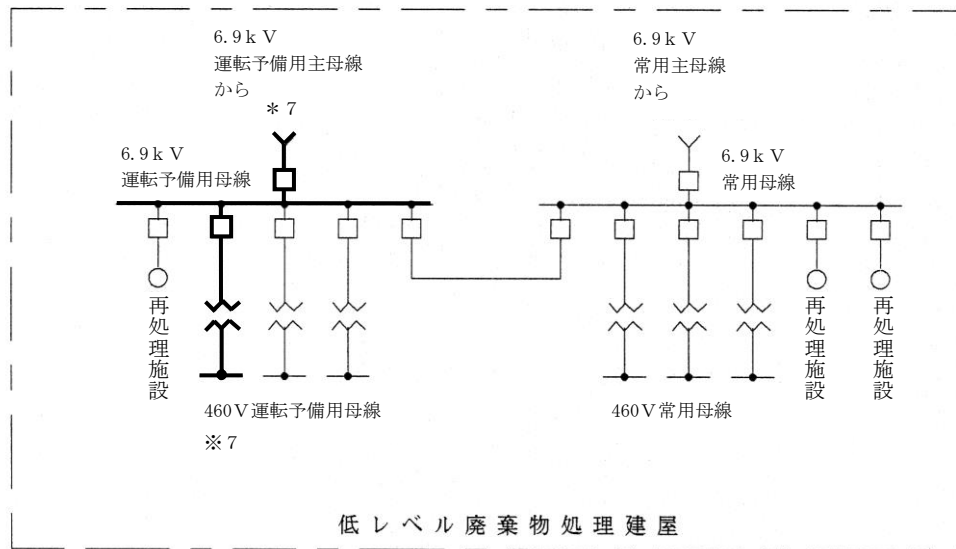 6.9kV
運転予備用主母線
から
＊7
6.9kV
常用主母線
から
6.9kV
運転予備用母線
6.9kV
常用母線
再処理施設
再処理施設
再処理施設
460V運転予備用母線
※7
460V常用母線
低レベル廃棄物処理建屋